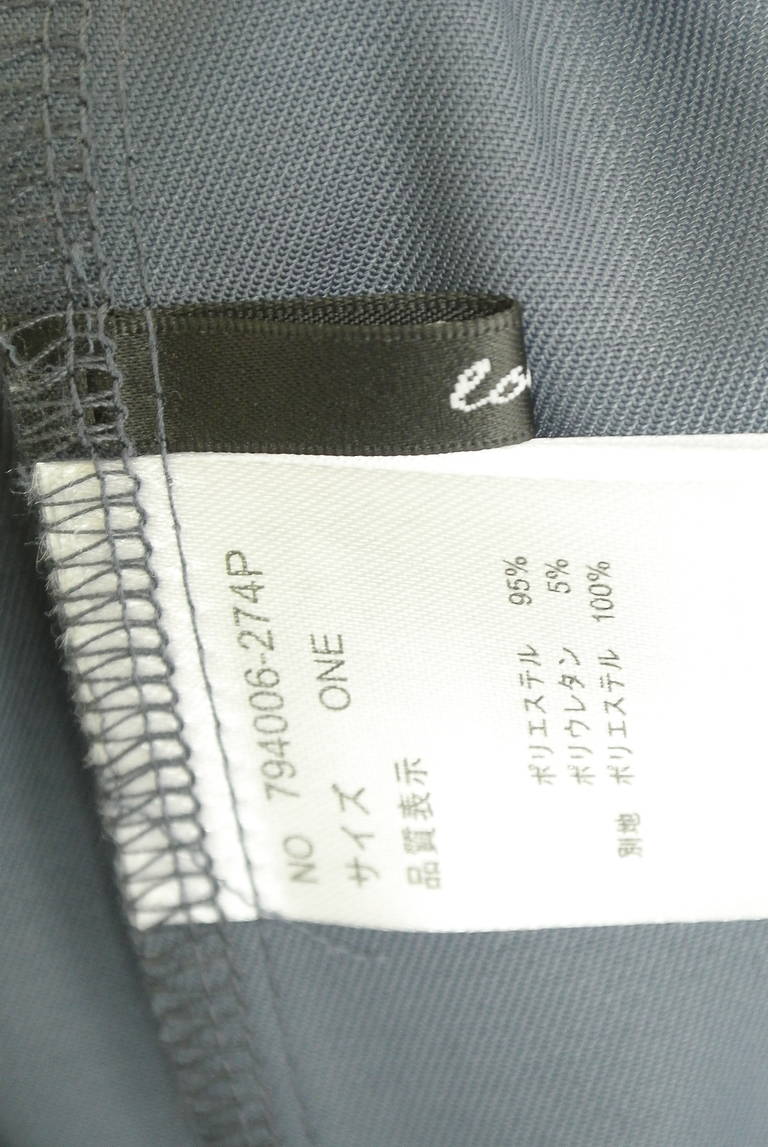 NO 794006-274P
サイズ ONE
品質表示
ポリエステル 95%
ポリウレタン 5%
別地 ポリエステル 100%